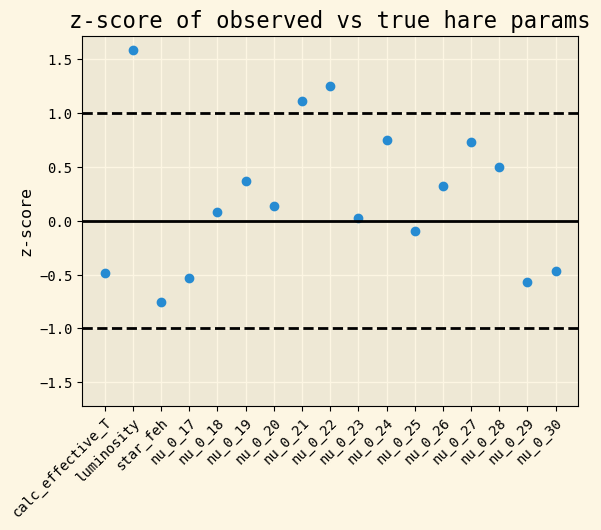 z-score of observed vs true hare params
z-score
1.5
1.0
0.5
0.0
−0.5
−1.0
−1.5
calc_effective_T
luminosity
star_feh
nu_0_17
nu_0_18
nu_0_19
nu_0_20
nu_0_21
nu_0_22
nu_0_23
nu_0_24
nu_0_25
nu_0_26
nu_0_27
nu_0_28
nu_0_29
nu_0_30